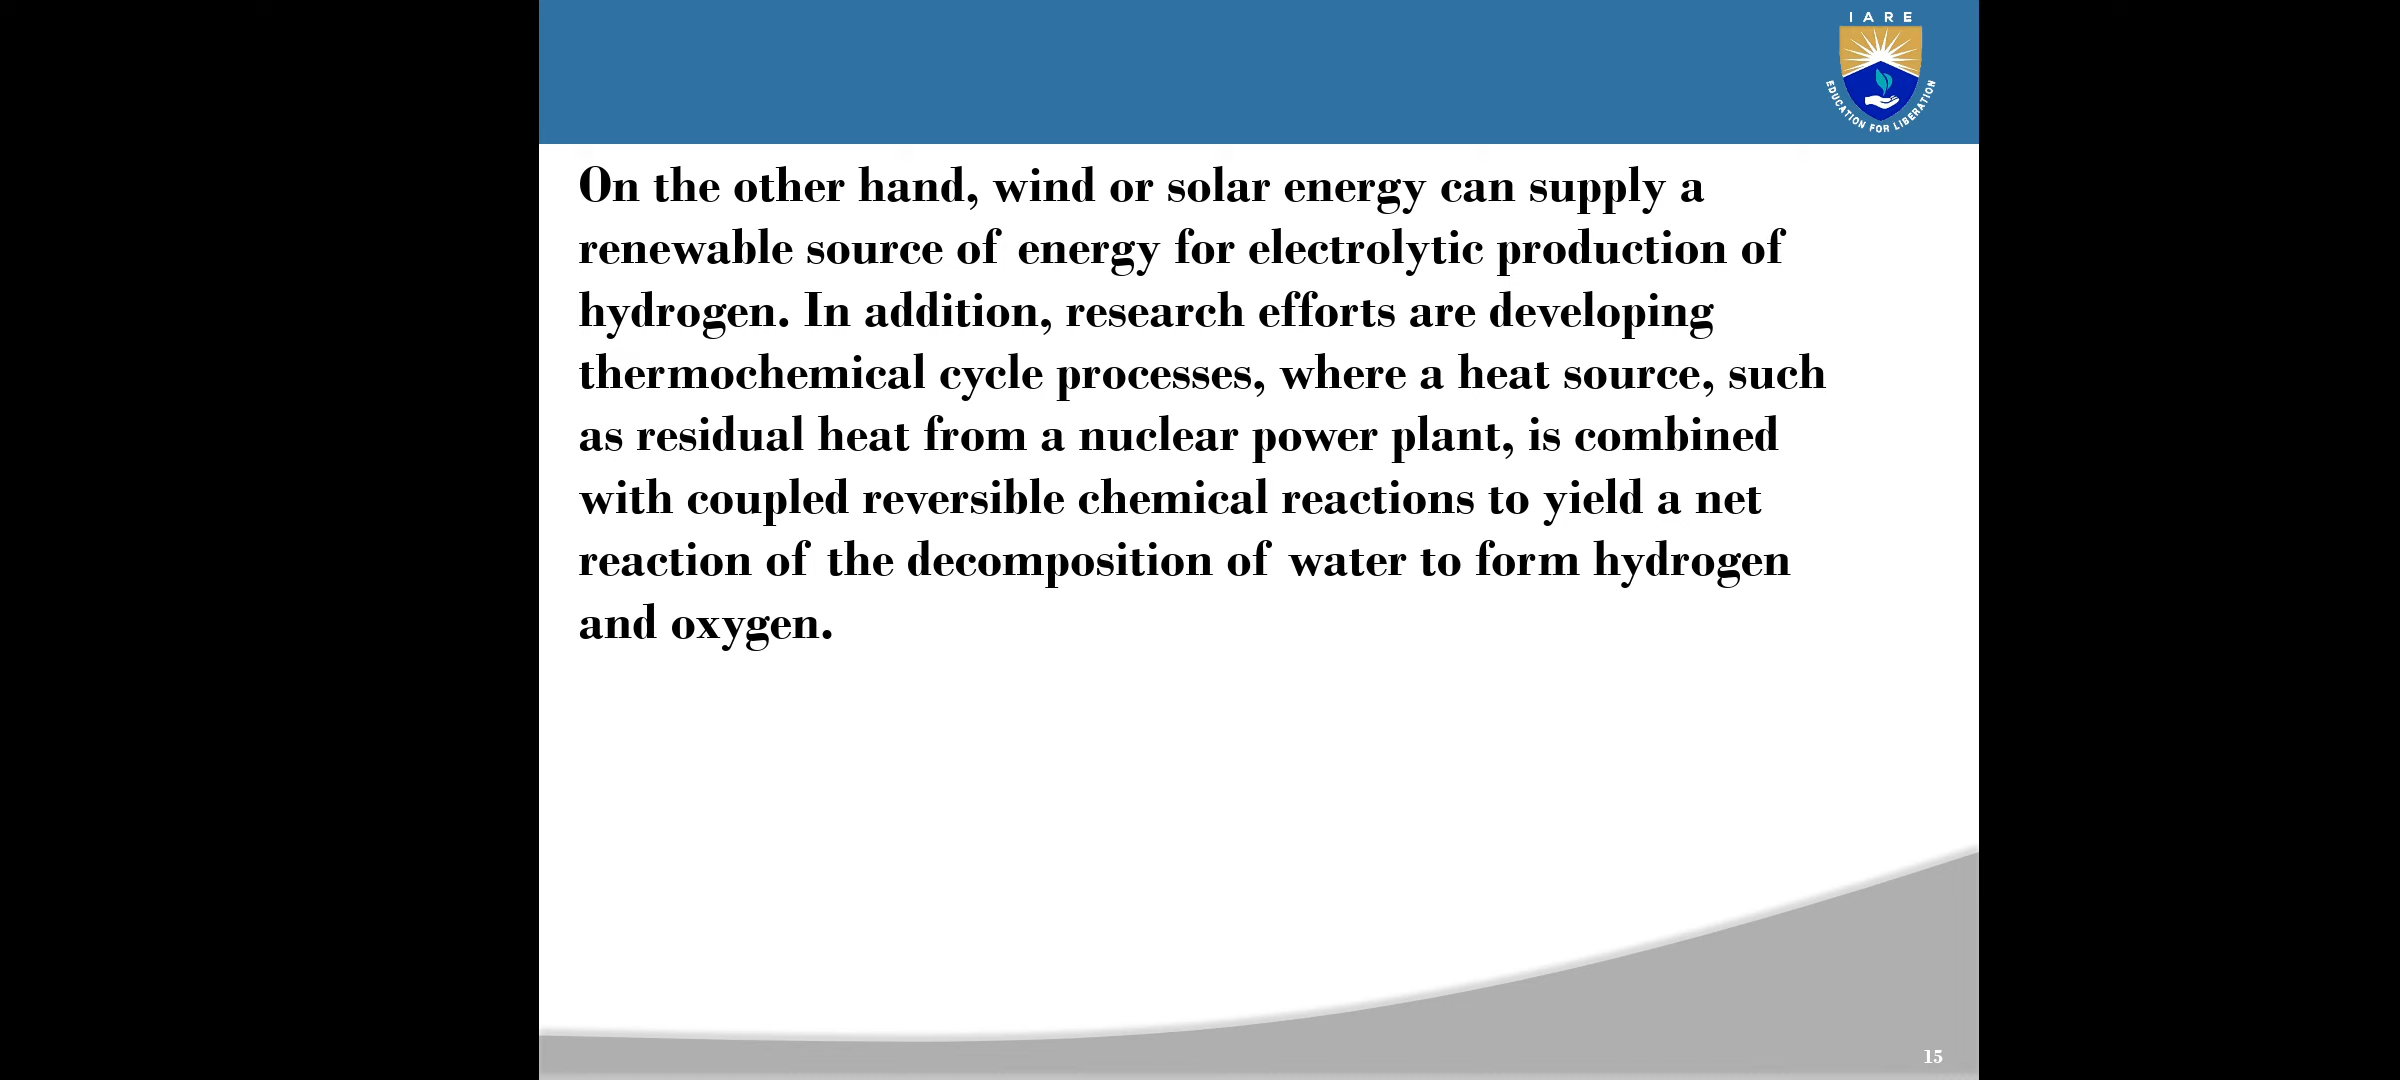 I A R E
EDUCATION FOR LIBERATION
On the other hand, wind or solar energy can supply a
renewable source of energy for electrolytic production of
hydrogen. In addition, research efforts are developing
thermochemical cycle processes, where a heat source, such
as residual heat from a nuclear power plant, is combined
with coupled reversible chemical reactions to yield a net
reaction of the decomposition of water to form hydrogen
and oxygen.
15